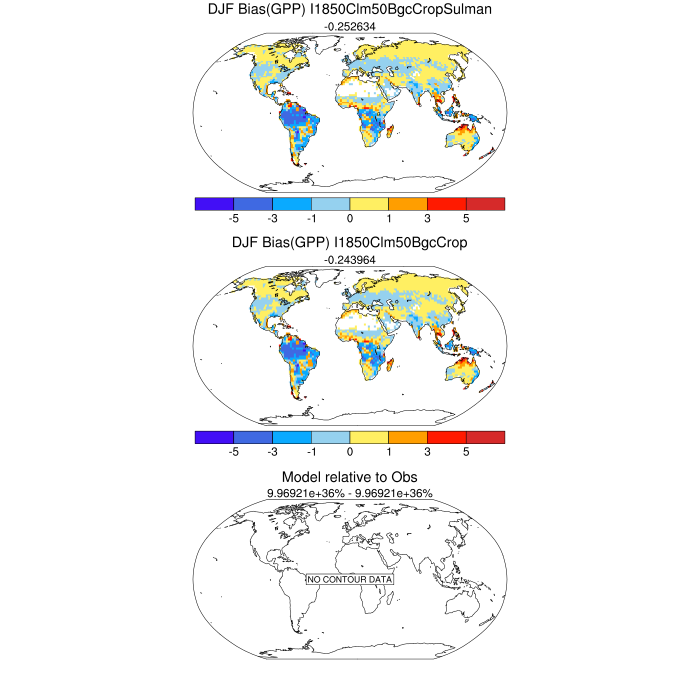 DJF Bias(GPP) I1850Clm50BgcCropSulman
-0.252634
-5 -3 -1 0 1 3 5
DJF Bias(GPP) I1850Clm50BgcCrop
-0.243964
-5 -3 -1 0 1 3 5
Model relative to Obs
9.96921e+36% - 9.96921e+36%
NO CONTOUR DATA